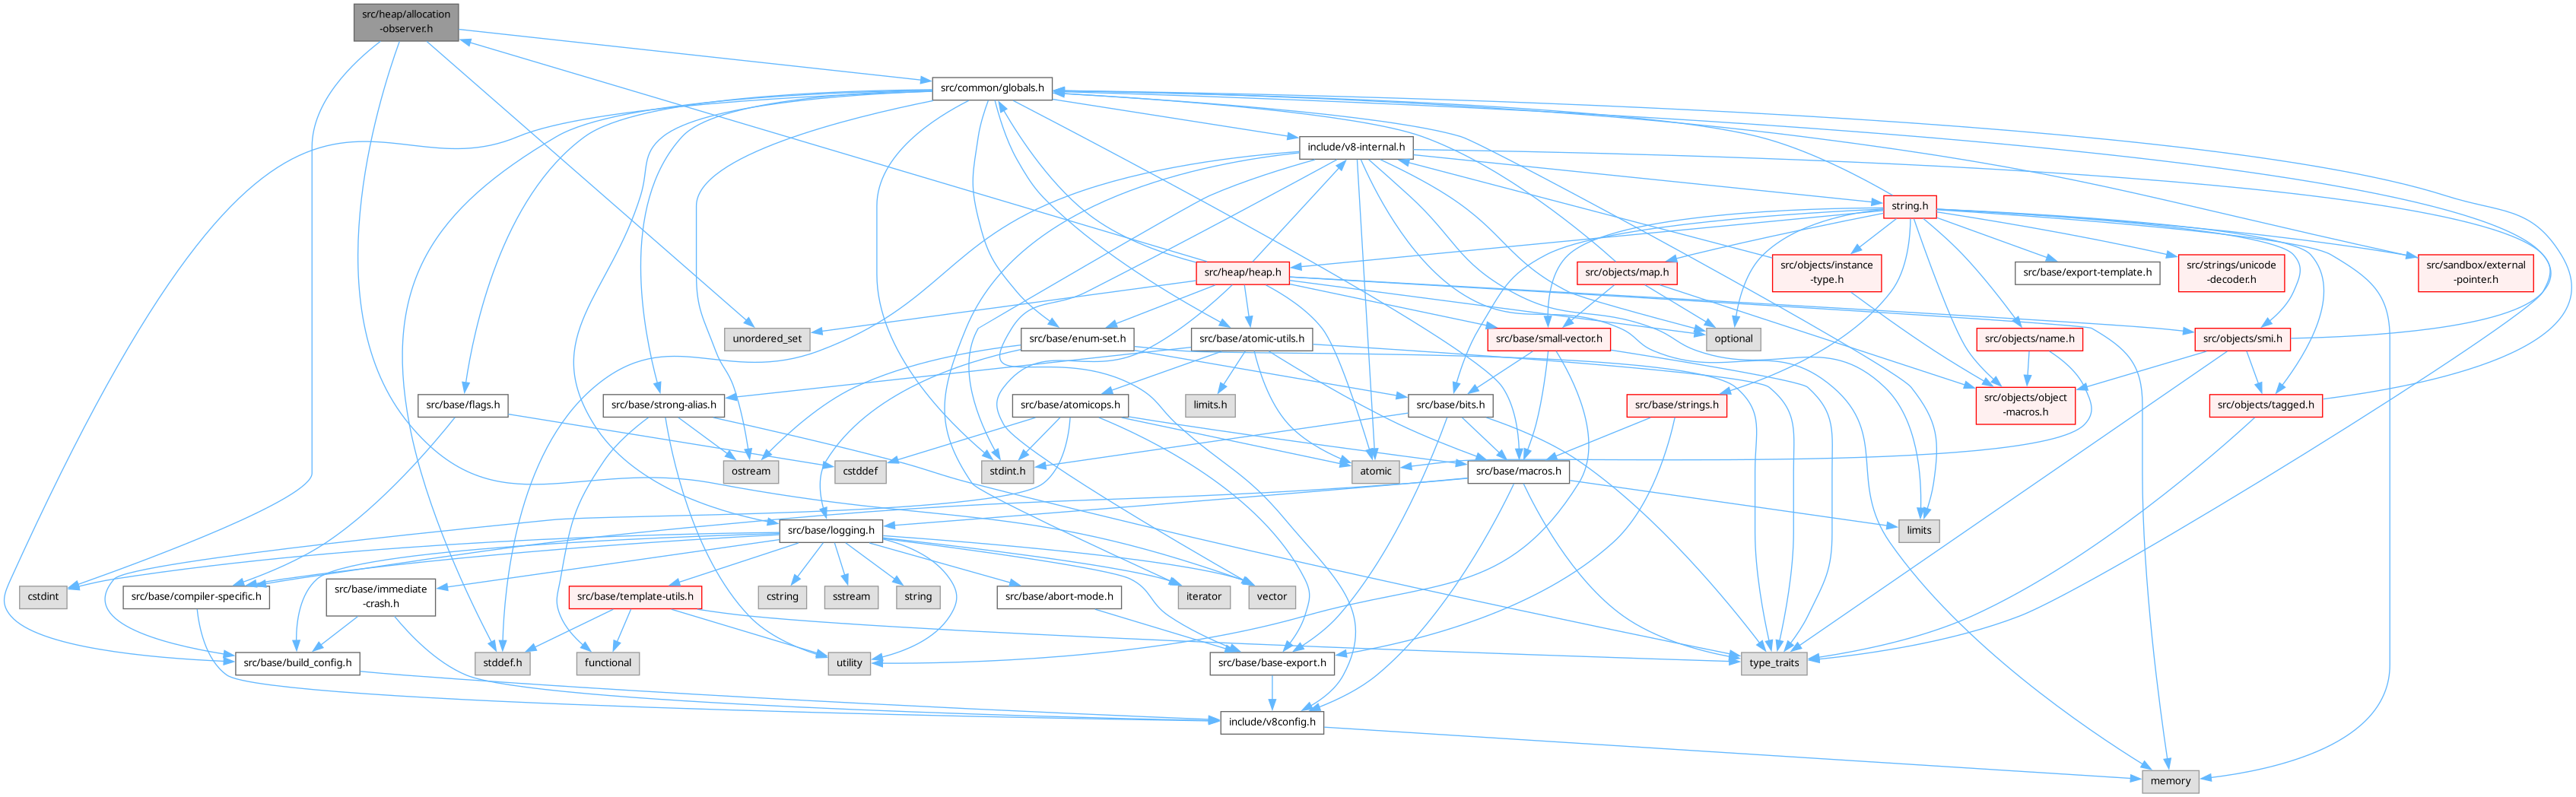 src/heap/allocation
-observer.h
src/common/globals.h
include/v8-internal.h
string.h
src/heap/heap.h
src/objects/map.h
src/objects/instance
-type.h
src/base/export-template.h
src/strings/unicode
-decoder.h
src/sandbox/external
-pointer.h
unordered_set
src/base/enum-set.h
src/base/atomic-utils.h
src/base/small-vector.h
optional
src/objects/name.h
src/objects/smi.h
src/base/flags.h
src/base/strong-alias.h
src/base/atomicops.h
limits.h
src/base/bits.h
src/base/strings.h
src/objects/object
-macros.h
src/objects/tagged.h
ostream
cstddef
stdint.h
atomic
src/base/macros.h
src/base/logging.h
limits
cstdint
src/base/compiler-specific.h
src/base/immediate
-crash.h
src/base/template-utils.h
cstring
sstream
string
src/base/abort-mode.h
iterator
vector
src/base/build_config.h
stddef.h
functional
utility
src/base/base-export.h
type_traits
include/v8config.h
memory